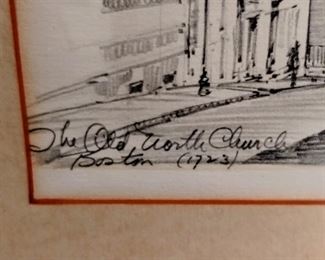 The Old North Church
Boston (1723)